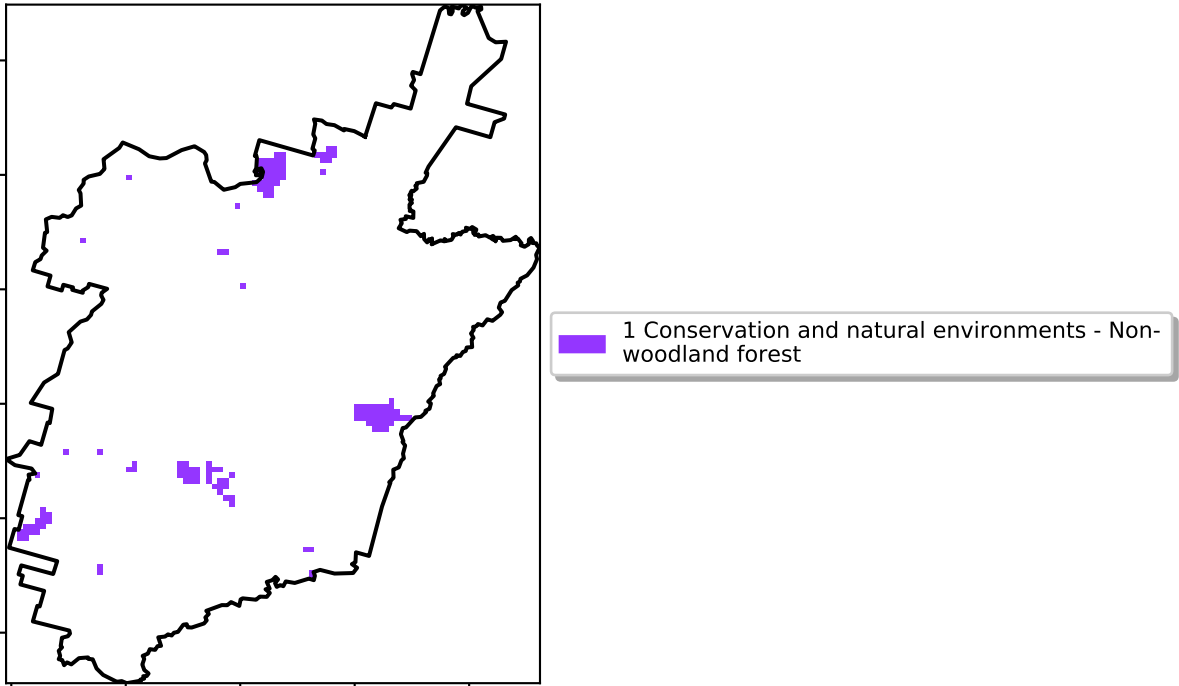 1 Conservation and natural environments - Non-
woodland forest